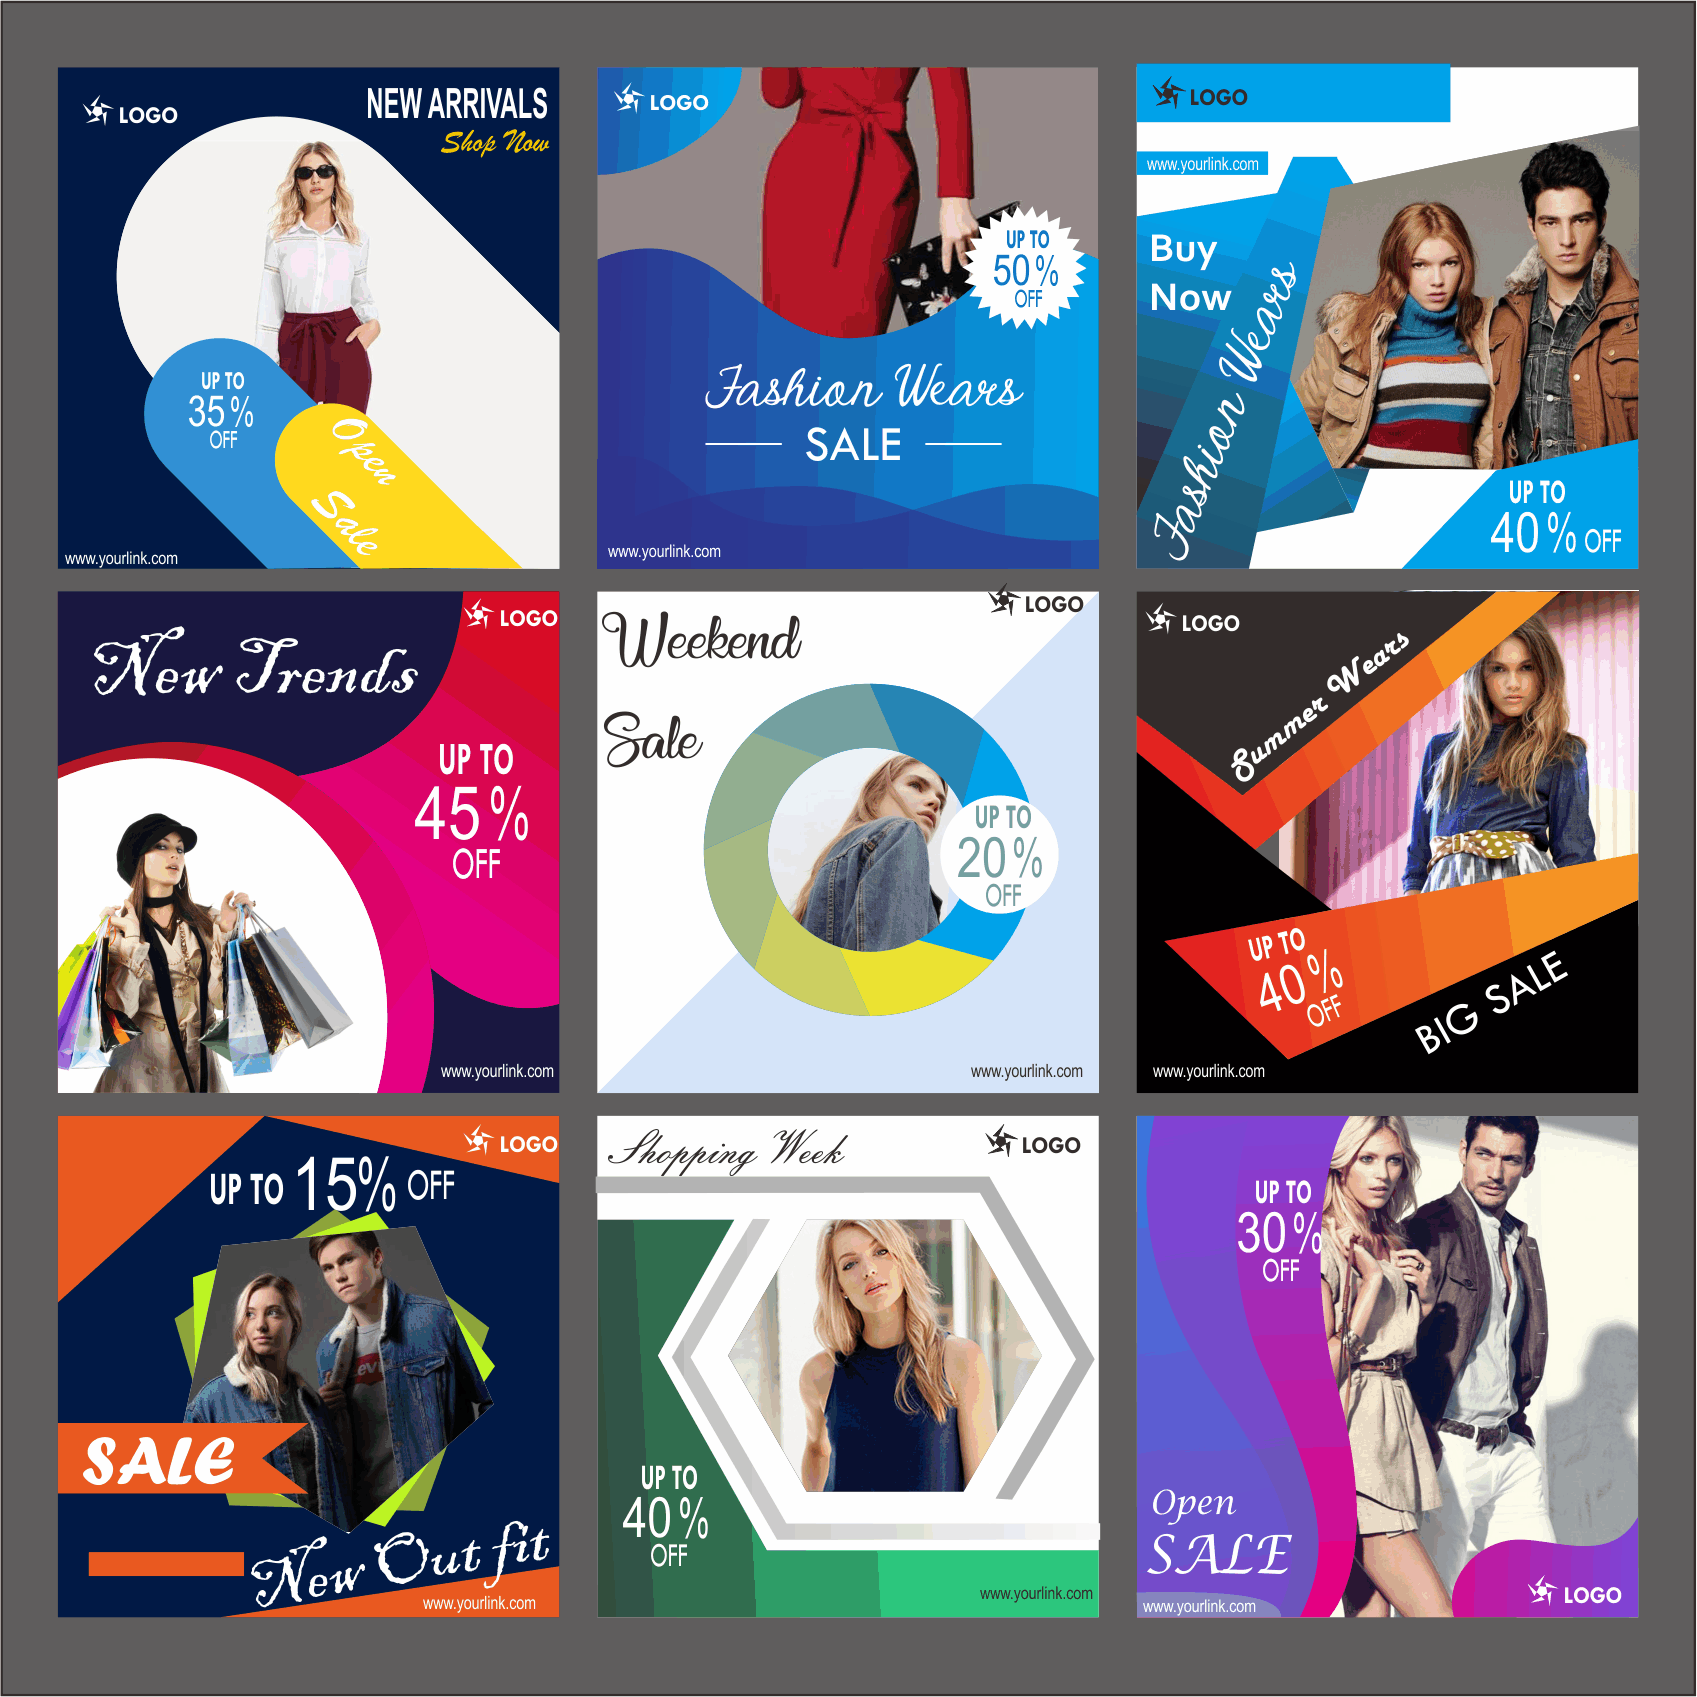 LOGO
NEW ARRIVALS
Shop Now
UP TO
35%
OFF
Open
Sale
www.yourlink.com
LOGO
UP TO
50%
OFF
Fashion Wears
SALE
www.yourlink.com
LOGO
www.yourlink.com
Buy
Now
Fashion Wears
UP TO
40% OFF
LOGO
New Trends
UP TO
45%
OFF
www.yourlink.com
LOGO
Weekend
Sale
UP TO
20%
OFF
www.yourlink.com
LOGO
Summer Wears
UP TO
40%
OFF
BIG SALE
www.yourlink.com
LOGO
UP TO 15% OFF
SALE
New Out fit
www.yourlink.com
Shopping Week
LOGO
UP TO
40%
OFF
www.yourlink.com
UP TO
30%
OFF
Open
SALE
www.yourlink.com
LOGO